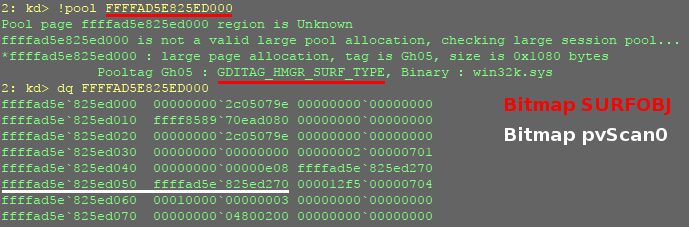 2: kd> !pool FFFFAD5E825ED000
Pool page ffffad5e825ed000 region is Unknown
ffffad5e825ed000 is not a valid large pool allocation, checking large session pool...
*ffffad5e825ed000 : large page allocation, tag is Gh05, size is 0x1080 bytes
Pooltag Gh05 : GDITAG_HMGR_SURF_TYPE, Binary : win32k.sys
2: kd> dq FFFFAD5E825ED000
ffffad5e`825ed000 00000000`2c05079e 00000000`00000000
ffffad5e`825ed010 ffff8589`70ead080 00000000`00000000
ffffad5e`825ed020 00000000`2c05079e 00000000`00000000
ffffad5e`825ed030 00000000`00000000 00000002`00000701
ffffad5e`825ed040 00000000`00000e08 ffffad5e`825ed270
ffffad5e`825ed050 ffffad5e`825ed270 000012f5`00000704
ffffad5e`825ed060 00010000`00000003 00000000`00000000
ffffad5e`825ed070 00000000`04800200 00000000`00000000
Bitmap SURFOBJ
Bitmap pvScan0